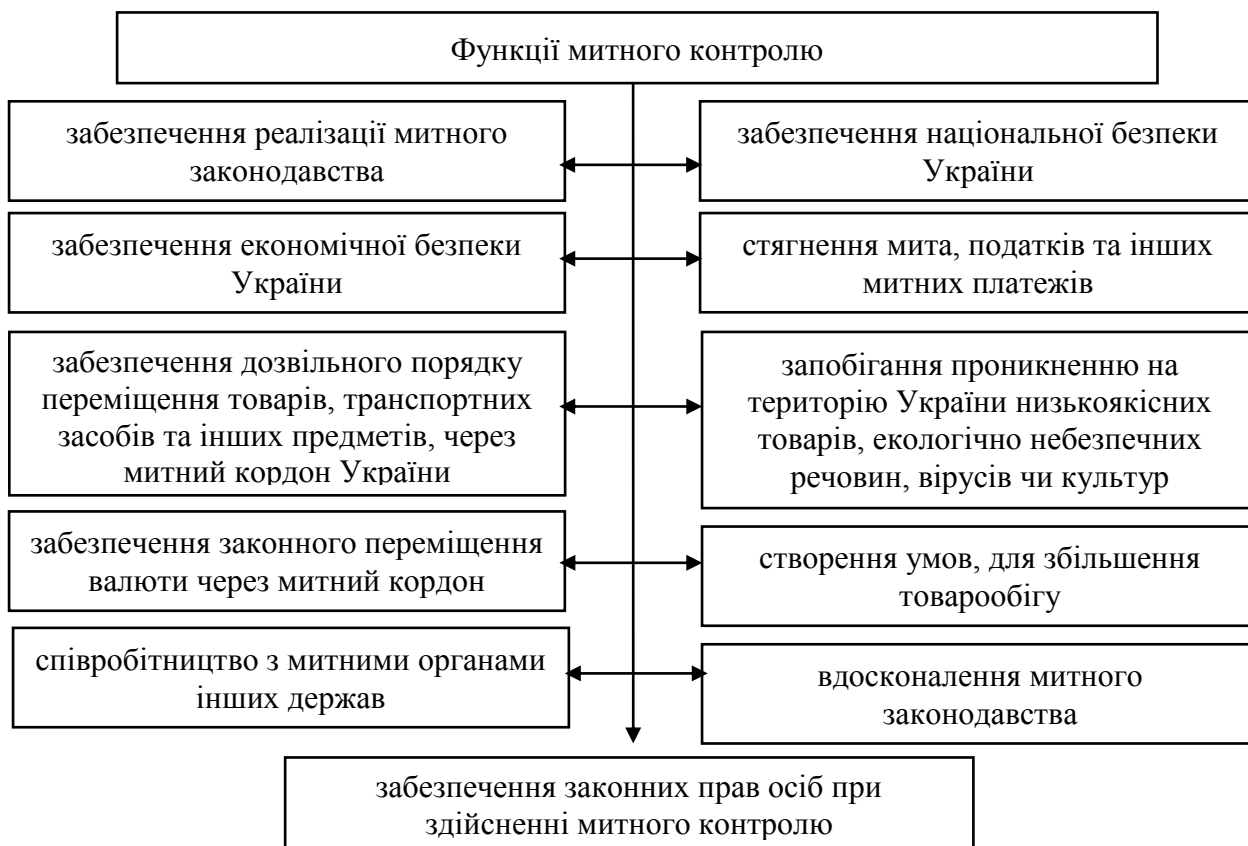 Функції митного контролю
забезпечення реалізації митного
законодавства
забезпечення національної безпеки
України
забезпечення економічної безпеки
України
стягнення мита, податків та інших
митних платежів
забезпечення дозвільного порядку
переміщення товарів, транспортних
засобів та інших предметів, через
митний кордон України
запобігання проникненню на
територію України низькоякісних
товарів, екологічно небезпечних
речовин, вірусів чи культур
забезпечення законного переміщення
валюти через митний кордон
створення умов, для збільшення
товарообігу
співробітництво з митними органами
інших держав
вдосконалення митного
законодавства
забезпечення законних прав осіб при
здійсненні митного контролю